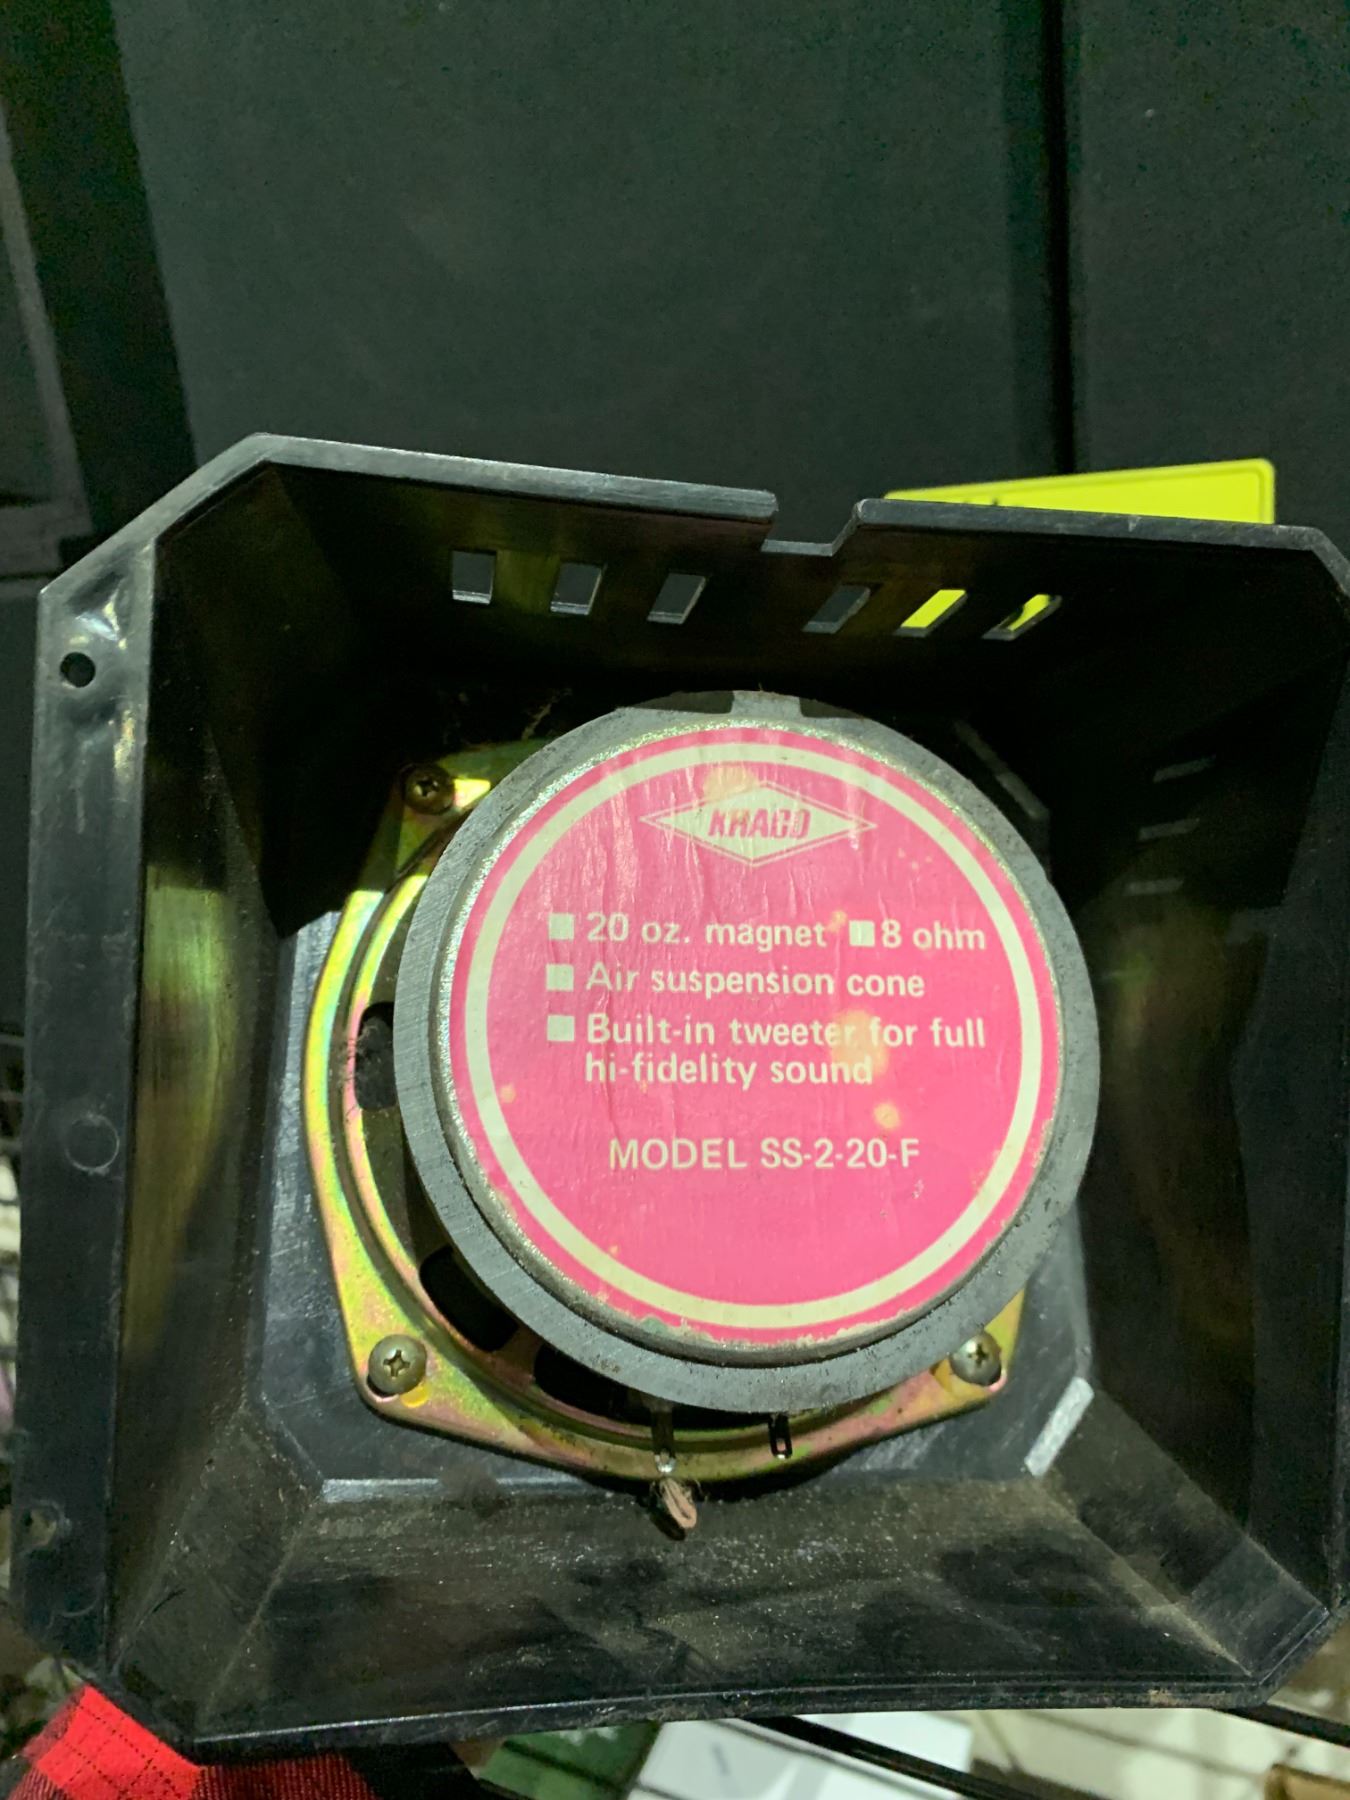 KRACO
20 oz. magnet 8 ohm
Air suspension cone
Built-in tweeter for full
hi-fidelity sound
MODEL SS-2-20-F